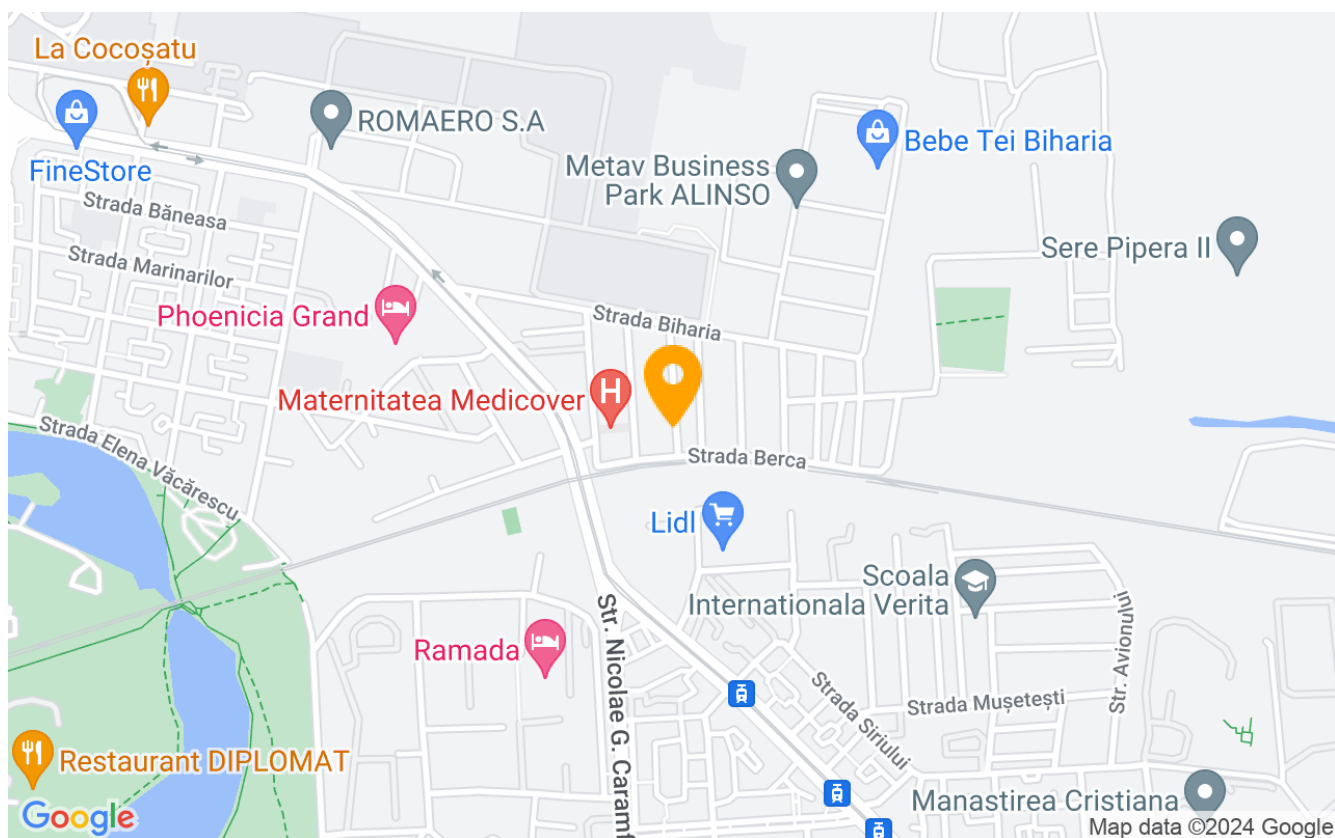 La Cocoșatu
ROMAERO S.A
FineStore
Bebe Tei Biharia
Metav Business
Park ALINSO
Strada Băneasa
Sere Pipera II
Strada Marinarilor
Phoenicia Grand
Strada Biharia
Maternitatea Medicover
H
Strada Elena Văcărescu
Strada Berca
Lidl
Scoala
Internationala Verita
Str. Nicolae G. Caramf
Ramada
Str. Avionului
Strada Siriului
Strada Mușetești
Restaurant DIPLOMAT
Manastirea Cristiana
Google
Map data ©2024 Google